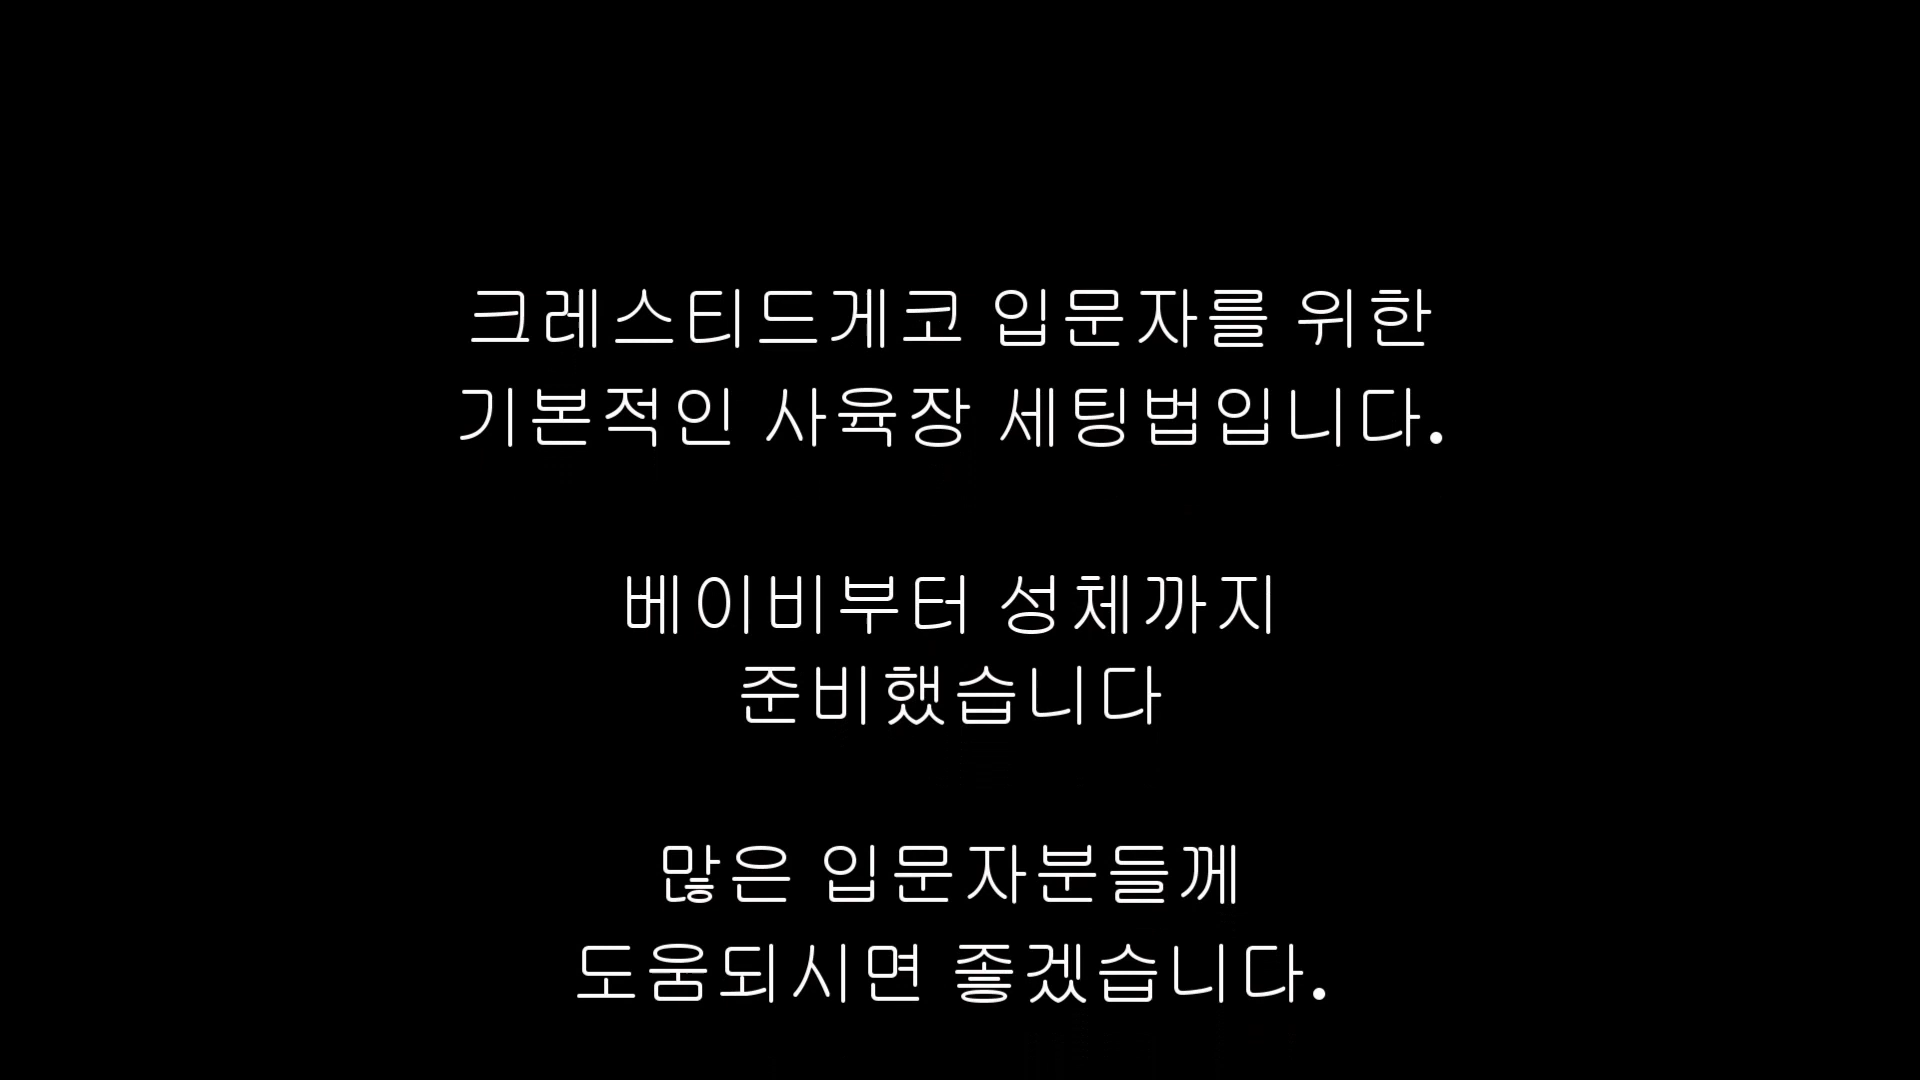 크레스티드게코 입문자를 위한
기본적인 사육장 세팅법입니다.
베이비부터 성체까지
준비했습니다
많은 입문자분들께
도움되시면 좋겠습니다.